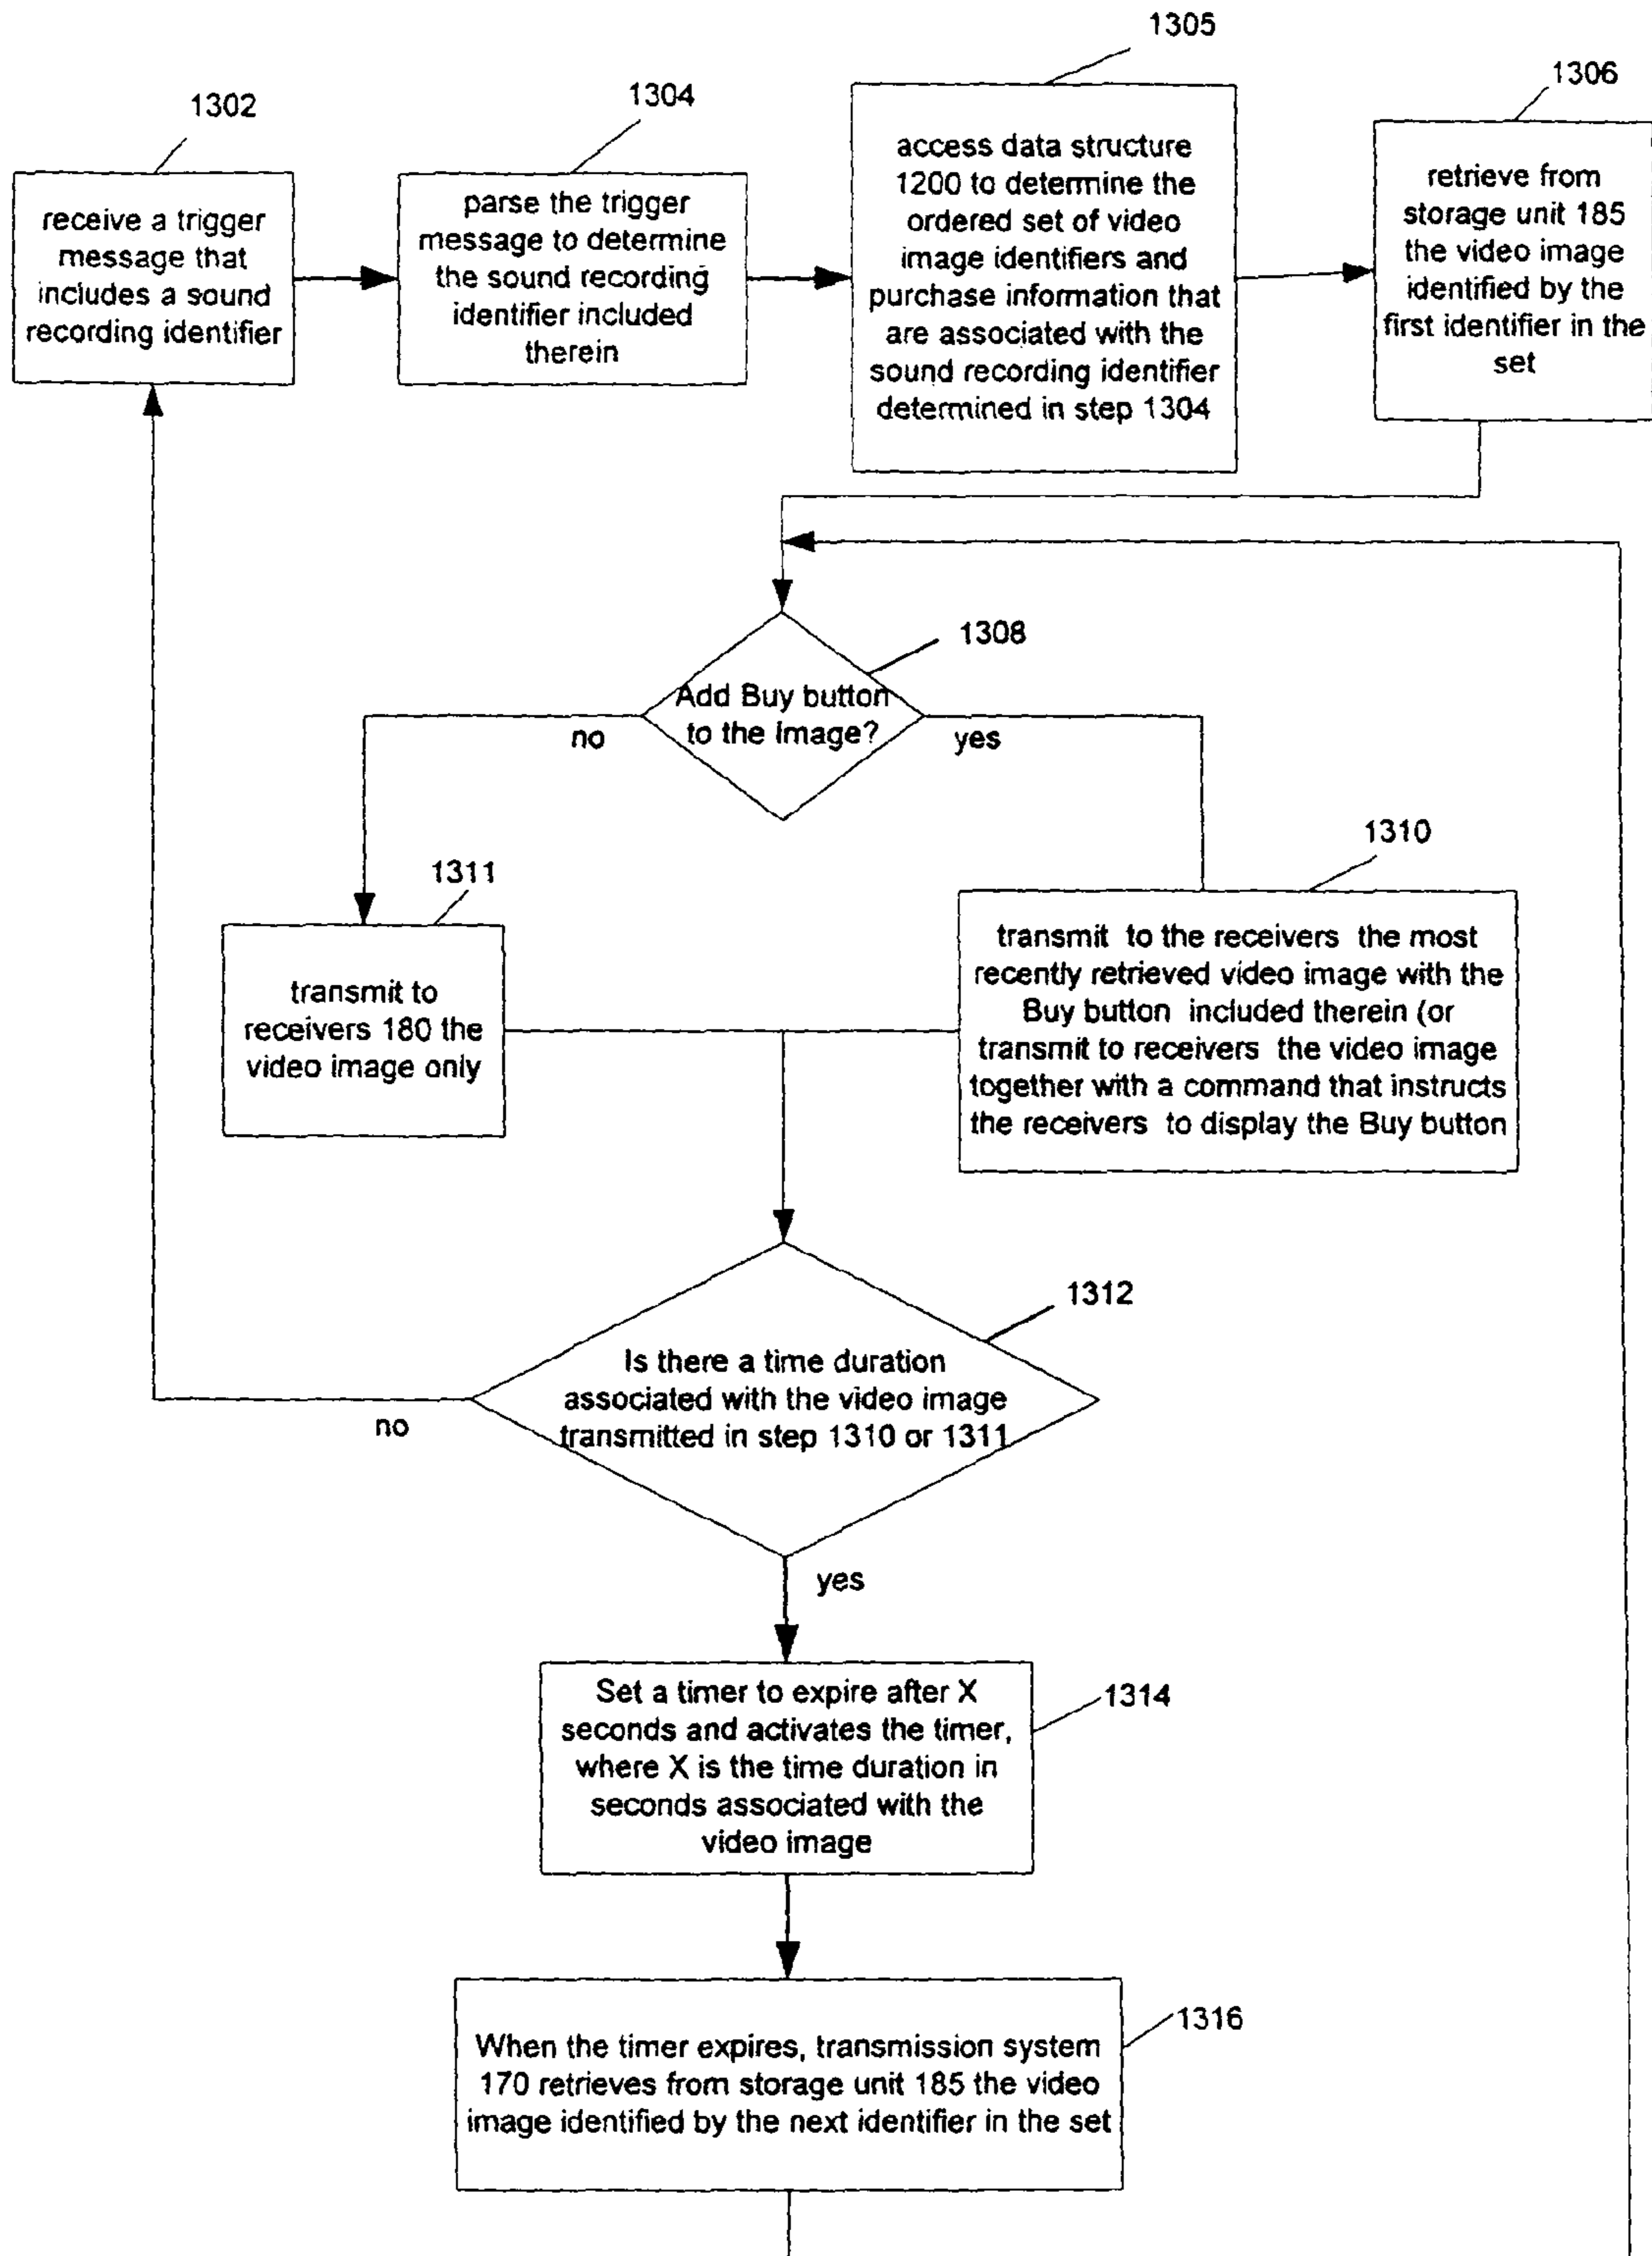 1302
receive a trigger
message that
includes a sound
recording identifier
1304
parse the trigger
message to determine
the sound recording
identifier included
therein
1305
access data structure
1200 to determine the
ordered set of video
image identifiers and
purchase information that
are associated with the
sound recording identifier
determined in step 1304
1306
retrieve from
storage unit 185
the video image
identified by the
first identifier in the
set
1308
Add Buy button
to the image?
no
yes
1311
transmit to
receivers 180 the
video image only
1310
transmit to the receivers the most
recently retrieved video image with the
Buy button included therein (or
transmit to receivers the video image
together with a command that instructs
the receivers to display the Buy button
1312
Is there a time duration
associated with the video image
transmitted in step 1310 or 1311
no
yes
1314
Set a timer to expire after X
seconds and activates the timer,
where X is the time duration in
seconds associated with the
video image
1316
When the timer expires, transmission system
170 retrieves from storage unit 185 the video
image identified by the next identifier in the set